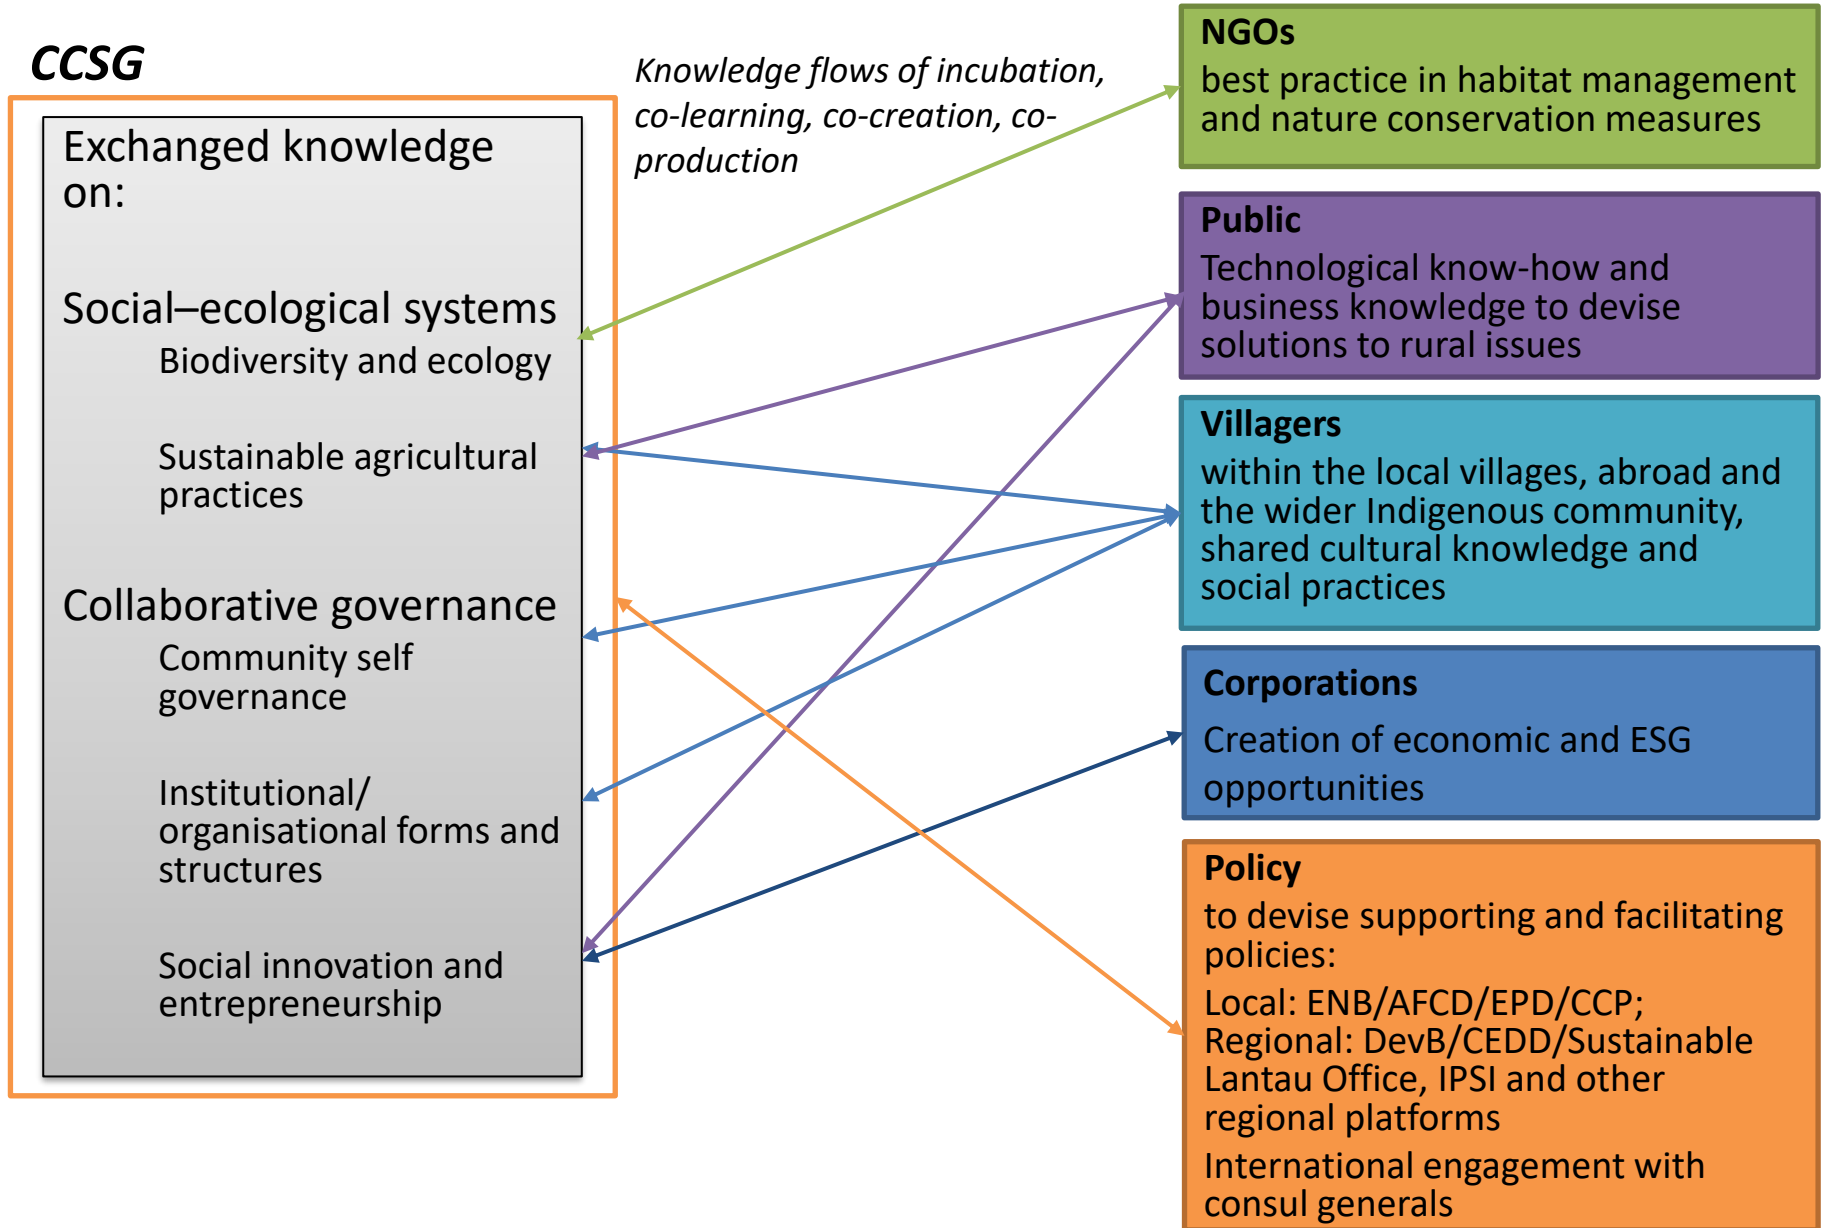 CCSG
Exchanged knowledge
on:
Social–ecological systems
Biodiversity and ecology
Sustainable agricultural
practices
Collaborative governance
Community self
governance
Institutional/
organisational forms and
structures
Social innovation and
entrepreneurship
Knowledge flows of incubation,
co-learning, co-creation, co-
production
NGOs
best practice in habitat management
and nature conservation measures
Public
Technological know-how and
business knowledge to devise
solutions to rural issues
Villagers
within the local villages, abroad and
the wider Indigenous community,
shared cultural knowledge and
social practices
Corporations
Creation of economic and ESG
opportunities
Policy
to devise supporting and facilitating
policies:
Local: ENB/AFCD/EPD/CCP;
Regional: DevB/CEDD/Sustainable
Lantau Office, IPSI and other
regional platforms
International engagement with
consul generals